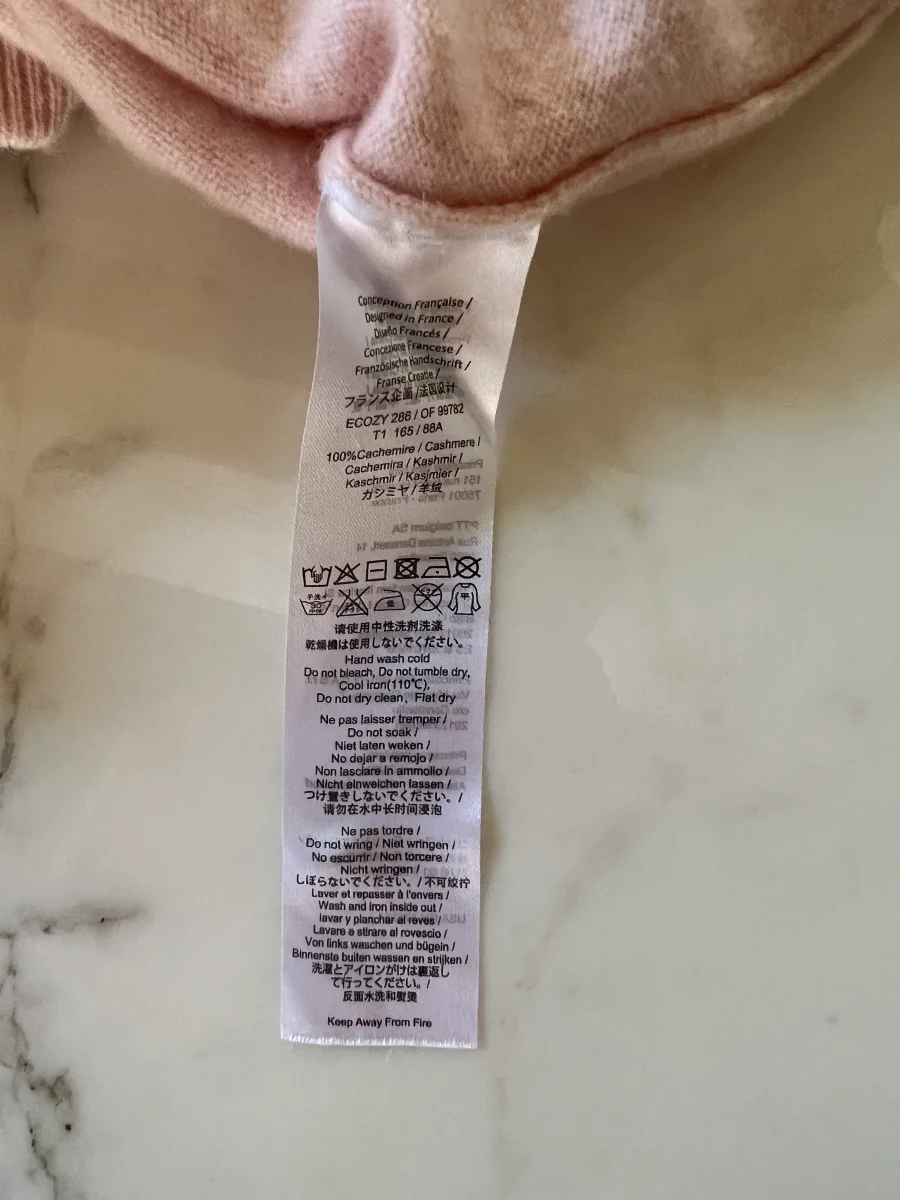 Conception Française /
Designed in France /
Diseño Francés /
Concezione Francese /
Französische Handschrift /
Franse Creatie /
フランス企画 /法国设计
ECOZY 286 / OF 99782
T1 165 / 88A
100%Cachemire / Cashmere /
Cachemira / Kashmir /
Kaschmir / Kasjmier /
カシミヤ / 羊绒
请使用中性洗剂洗涤
乾燥機は使用しないでください。
Hand wash cold
Do not bleach, Do not tumble dry,
Cool iron(110℃),
Do not dry clean, Flat dry
Ne pas laisser tremper /
Do not soak /
Niet laten weken /
No dejar a remojo /
Non lasciare in ammollo /
Nicht einweichen lassen /
つけ置きしないでください。/
请勿在水中长时间浸泡
Ne pas tordre /
Do not wring / Niet wringen /
No escurrir / Non torcere /
Nicht wringen /
しぼらないでください。/ 不可絞拧
Laver et repasser à l'envers /
Wash and iron inside out /
lavar y planchar al reves /
Lavare e stirare al rovescio /
Von links waschen und bügeln /
Binnenste buiten wassen en strijken /
洗濯とアイロンがけは裏返し
て行ってください。/
反面水洗和熨烫
Keep Away From Fire